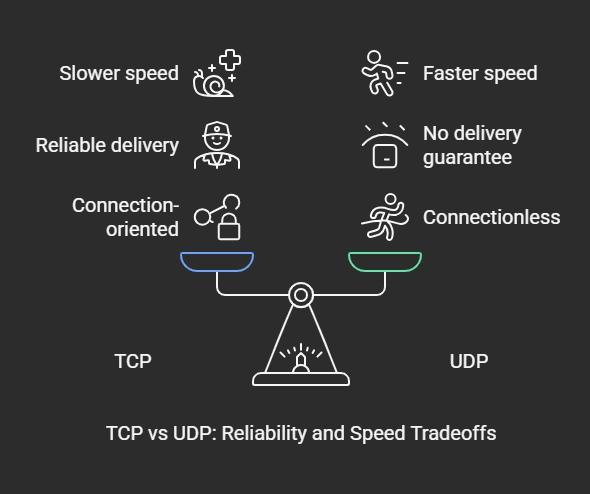 Slower speed
Faster speed
Reliable delivery
No delivery
guarantee
Connection-
oriented
Connectionless
TCP
UDP
TCP vs UDP: Reliability and Speed Tradeoffs